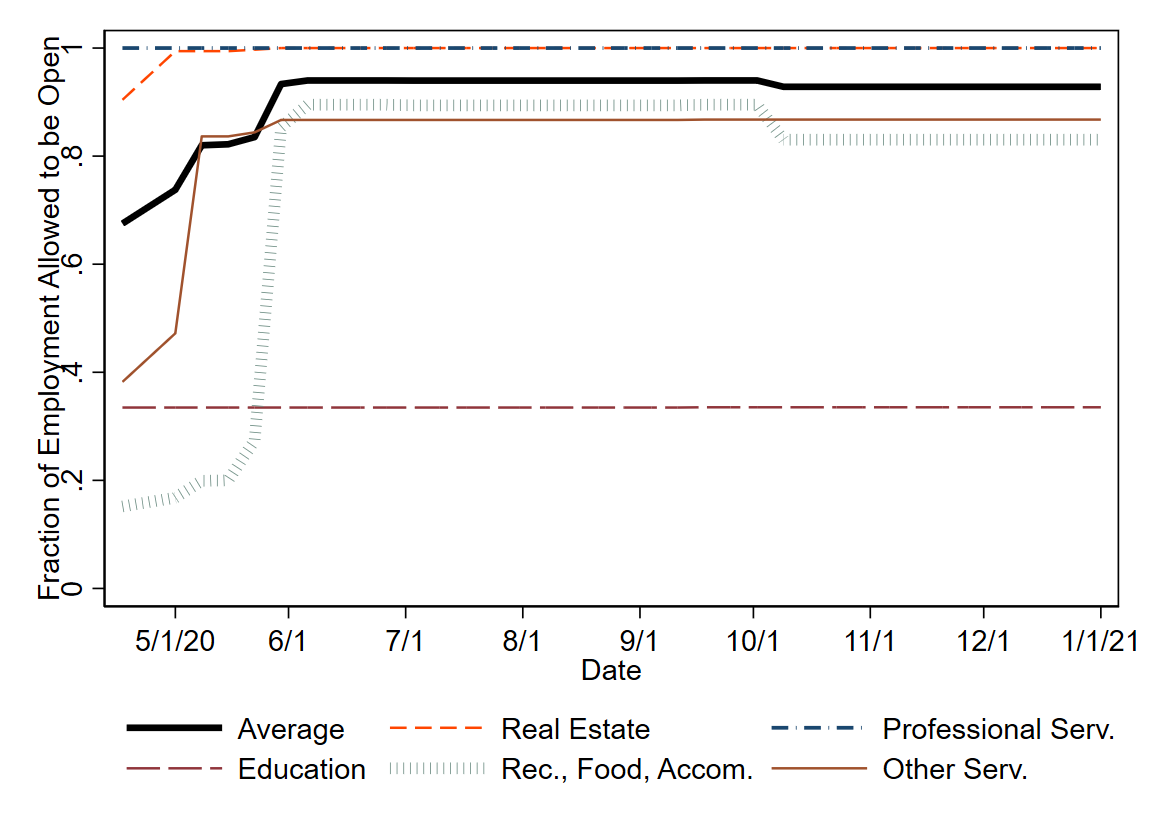 Fraction of Employment Allowed to be Open
1
.8
.6
.4
.2
0
5/1/20 6/1 7/1 8/1 9/1 10/1 11/1 12/1 1/1/21
Date
Average Real Estate Professional Serv.
Education Rec., Food, Accom. Other Serv.